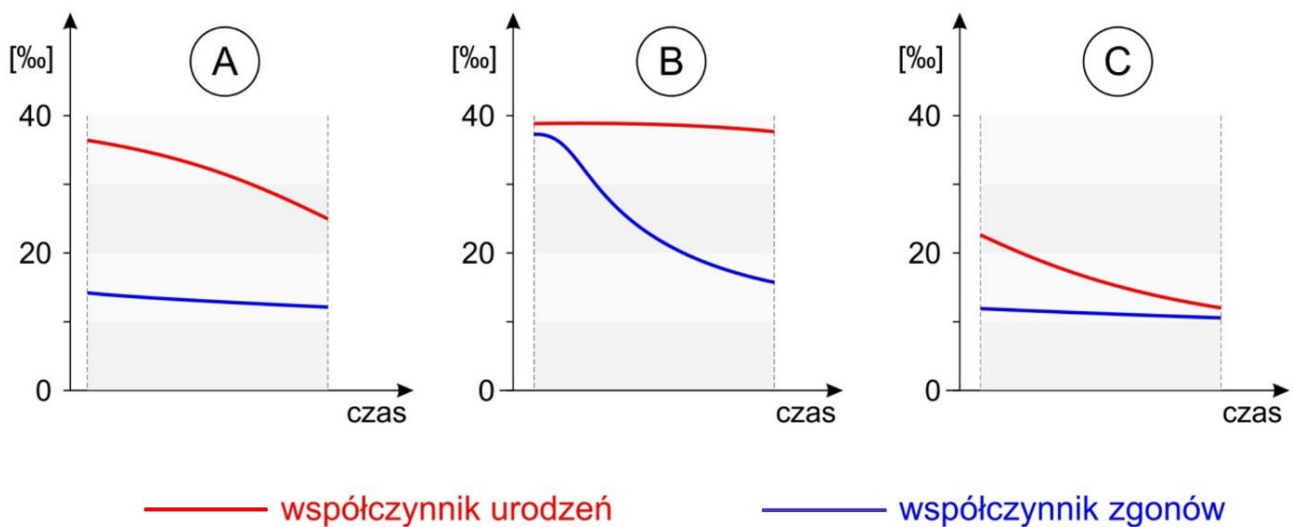 [‰] A
40
20
0
czas
[‰] B
40
20
0
czas
[‰] C
40
20
0
czas
współczynnik urodzeń współczynnik zgonów